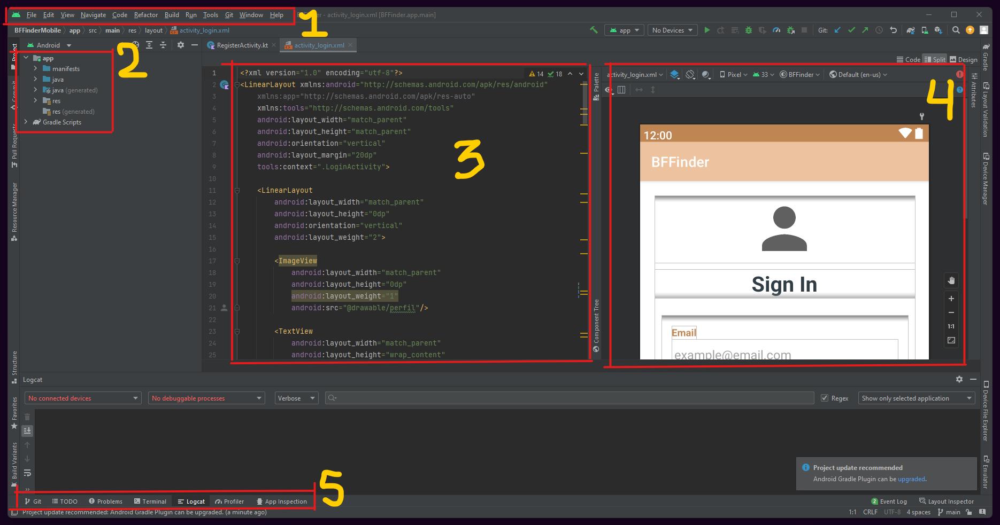 File Edit View Navigate Code Refactor Build Run Tools Git Window Help
- activity_login.xml [BFFinder.app.main]
1
BFFinderMobile app src main res layout activity_login.xml
app No Devices Git:
Android
RegisterActivity.kt activity_login.xml
2
Code Split Design
app
manifests
java
java (generated)
res
res (generated)
Gradle Scripts
Project
Commit
Pull Requests
Resource Manager
Structure
Favorites
Build Variants
14 18
1 <?xml version="1.0" encoding="utf-8"?>
2 <LinearLayout xmlns:android="http://schemas.android.com/apk/res/android"
3 xmlns:app="http://schemas.android.com/apk/res-auto"
4 xmlns:tools="http://schemas.android.com/tools"
5 android:layout_width="match_parent"
6 android:layout_height="match_parent"
7 android:orientation="vertical"
8 android:layout_margin="20dp"
9 tools:context=".LoginActivity">
10
11 <LinearLayout
12 android:layout_width="match_parent"
13 android:layout_height="0dp"
14 android:orientation="vertical"
15 android:layout_weight="2">
16
17 <ImageView
18 android:layout_width="match_parent"
19 android:layout_height="0dp"
20 android:layout_weight="1"
21 android:src="@drawable/perfil"/>
22
23 <TextView
24 android:layout_width="match_parent"
25 android:layout_height="wrap_content"
3
Palette
Component Tree
activity_login.xml Pixel 33 BFFinder Default (en-us)
4
12:00
BFFinder
Sign In
Email
example@email.com
1:1
Attributes
Gradle
Layout Validation
Device Manager
Device File Explorer
Emulator
Logcat
No connected devices No debuggable processes Verbose Regex Show only selected application
Project update recommended
Android Gradle Plugin can be upgraded.
5
Git TODO Problems Terminal Logcat Profiler App Inspection
2 Event Log Layout Inspector
Project update recommended: Android Gradle Plugin can be upgraded. (a minute ago)
1:1 CRLF UTF-8 4 spaces main